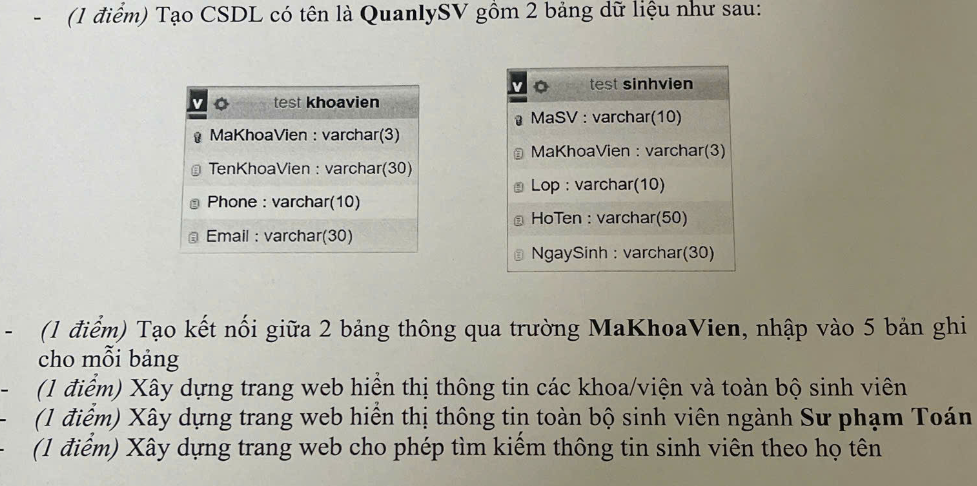 - (1 điểm) Tạo CSDL có tên là QuanlySV gồm 2 bảng dữ liệu như sau:
test khoavien
MaKhoaVien : varchar(3)
TenKhoaVien : varchar(30)
Phone : varchar(10)
Email : varchar(30)
test sinhvien
MaSV : varchar(10)
MaKhoaVien : varchar(3)
Lop : varchar(10)
HoTen : varchar(50)
NgaySinh : varchar(30)
- (1 điểm) Tạo kết nối giữa 2 bảng thông qua trường MaKhoaVien, nhập vào 5 bản ghi
cho mỗi bảng
- (1 điểm) Xây dựng trang web hiển thị thông tin các khoa/viện và toàn bộ sinh viên
- (1 điểm) Xây dựng trang web hiển thị thông tin toàn bộ sinh viên ngành Sư phạm Toán
- (1 điểm) Xây dựng trang web cho phép tìm kiếm thông tin sinh viên theo họ tên